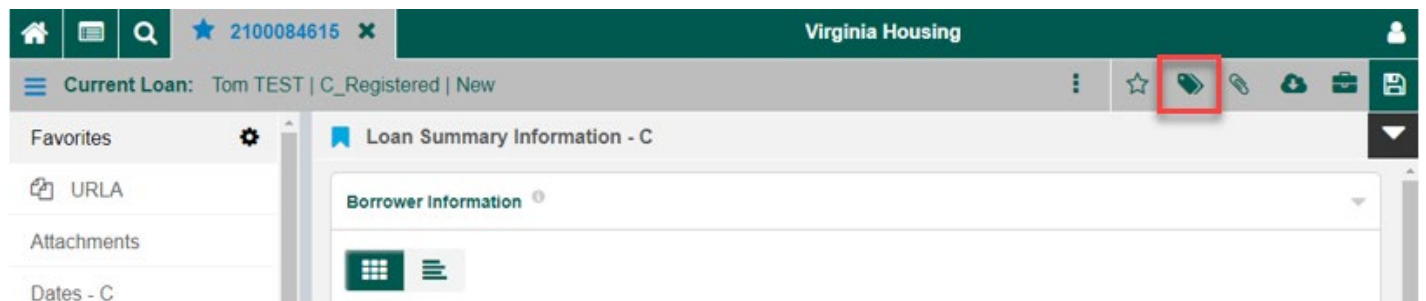 2100084615
Virginia Housing
Current Loan: Tom TEST | C_Registered | New
Favorites
Loan Summary Information - C
URLA
Borrower Information
Attachments
Dates - C